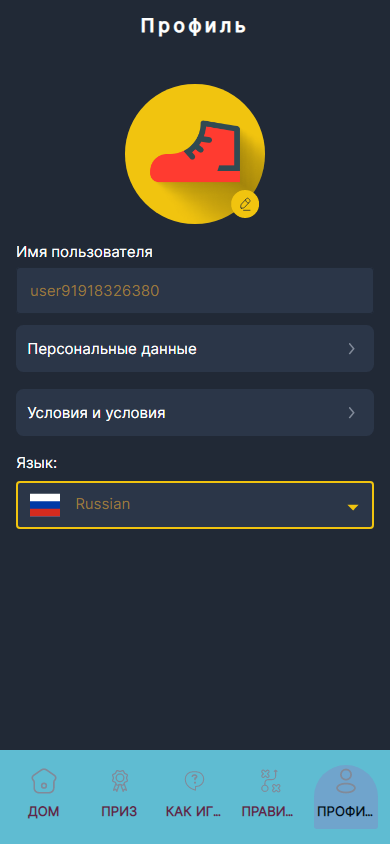 Профиль
Имя пользователя
user91918326380
Персональные данные
Условия и условия
Язык:
Russian
ДОМ
ПРИЗ
КАК ИГ...
ПРАВИ...
ПРОФИ...